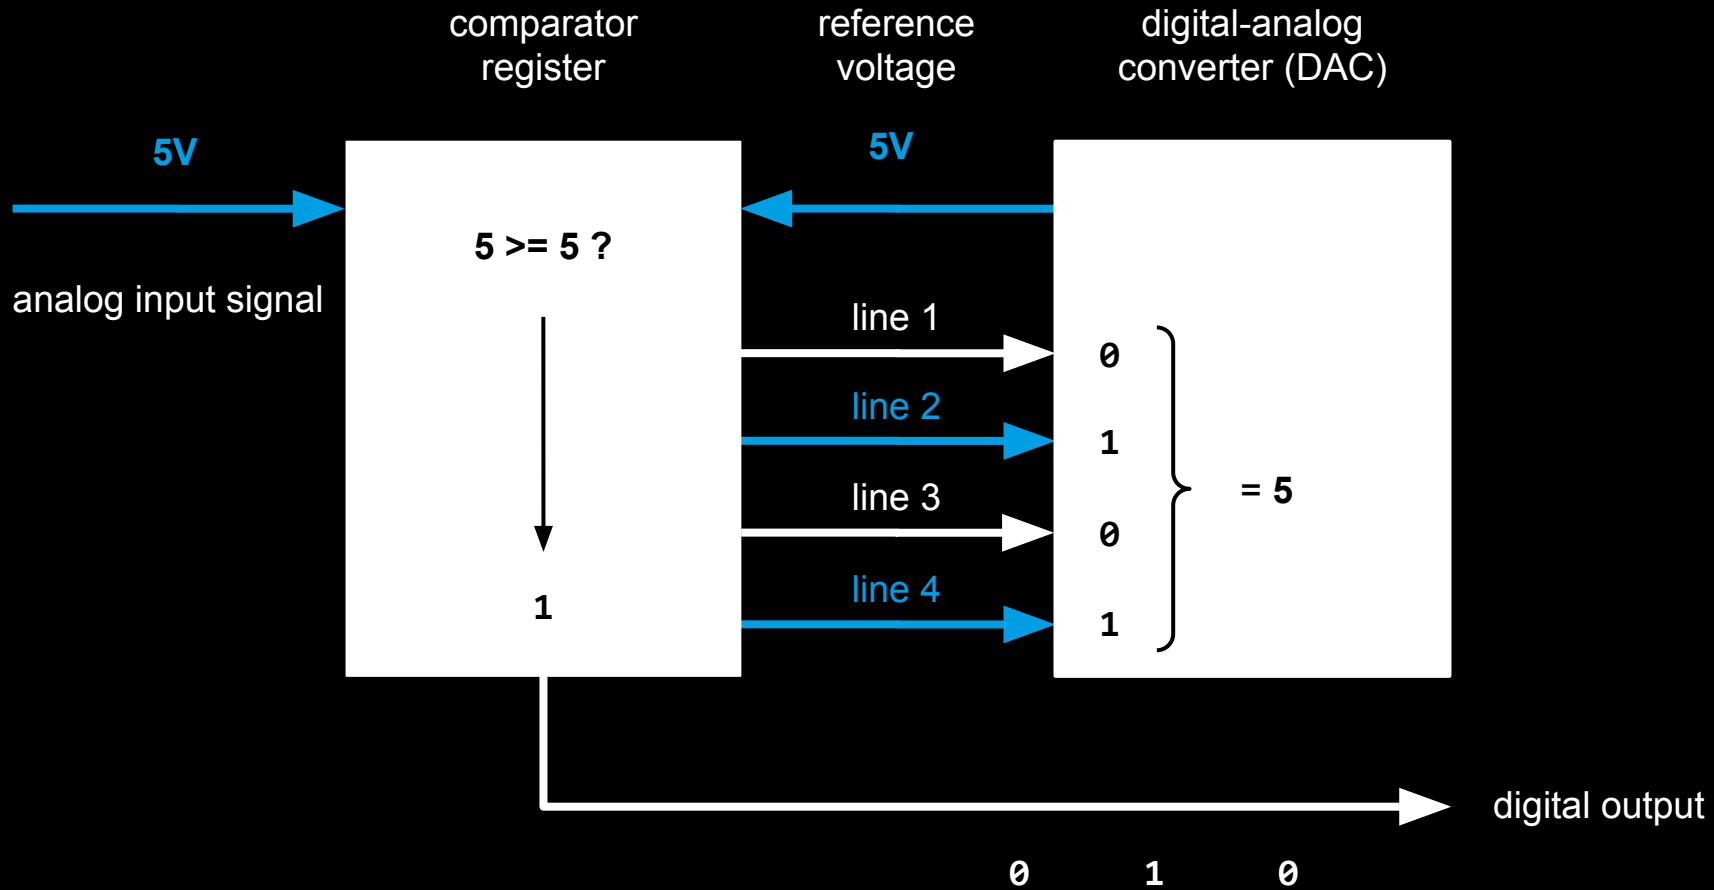 comparator
register
reference
voltage
digital-analog
converter (DAC)
5V
5V
5 >= 5 ?
analog input signal
line 1
0
line 2
1
line 3
= 5
0
line 4
1
1
digital output
0 1 0